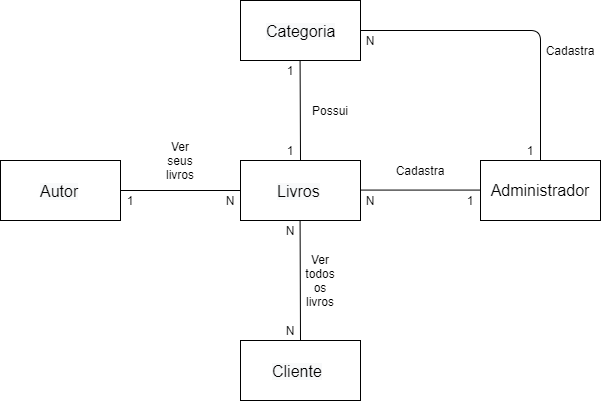 Categoria
N
Cadastra
1
Possui
1
1
Ver
seus
livros
Cadastra
Autor
Livros
Administrador
1
N
N
1
N
Ver
todos
os
livros
N
Cliente